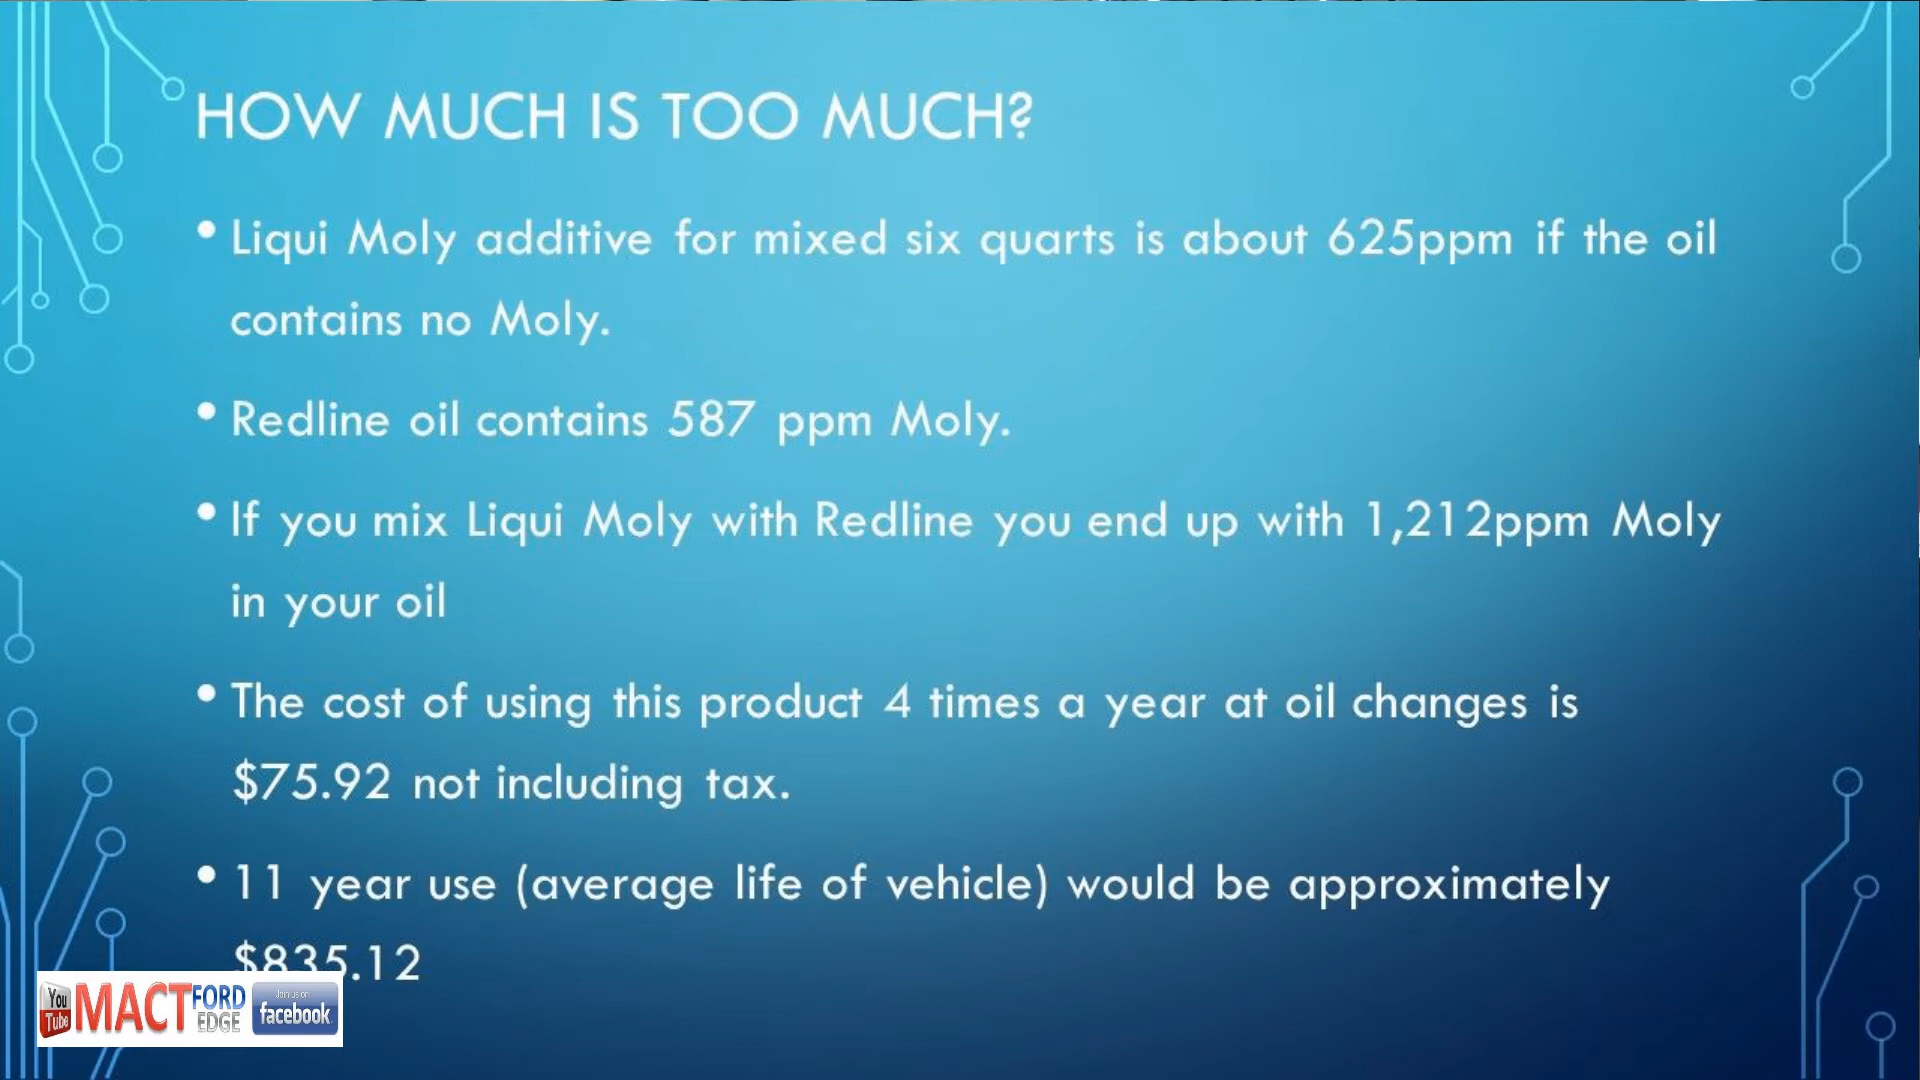 HOW MUCH IS TOO MUCH?
• Liqui Moly additive for mixed six quarts is about 625ppm if the oil
contains no Moly.
• Redline oil contains 587 ppm Moly.
• If you mix Liqui Moly with Redline you end up with 1,212ppm Moly
in your oil
• The cost of using this product 4 times a year at oil changes is
$75.92 not including tax.
• 11 year use (average life of vehicle) would be approximately
$835.12
You
Tube
MACT
FORD
EDGE
Join us on
facebook